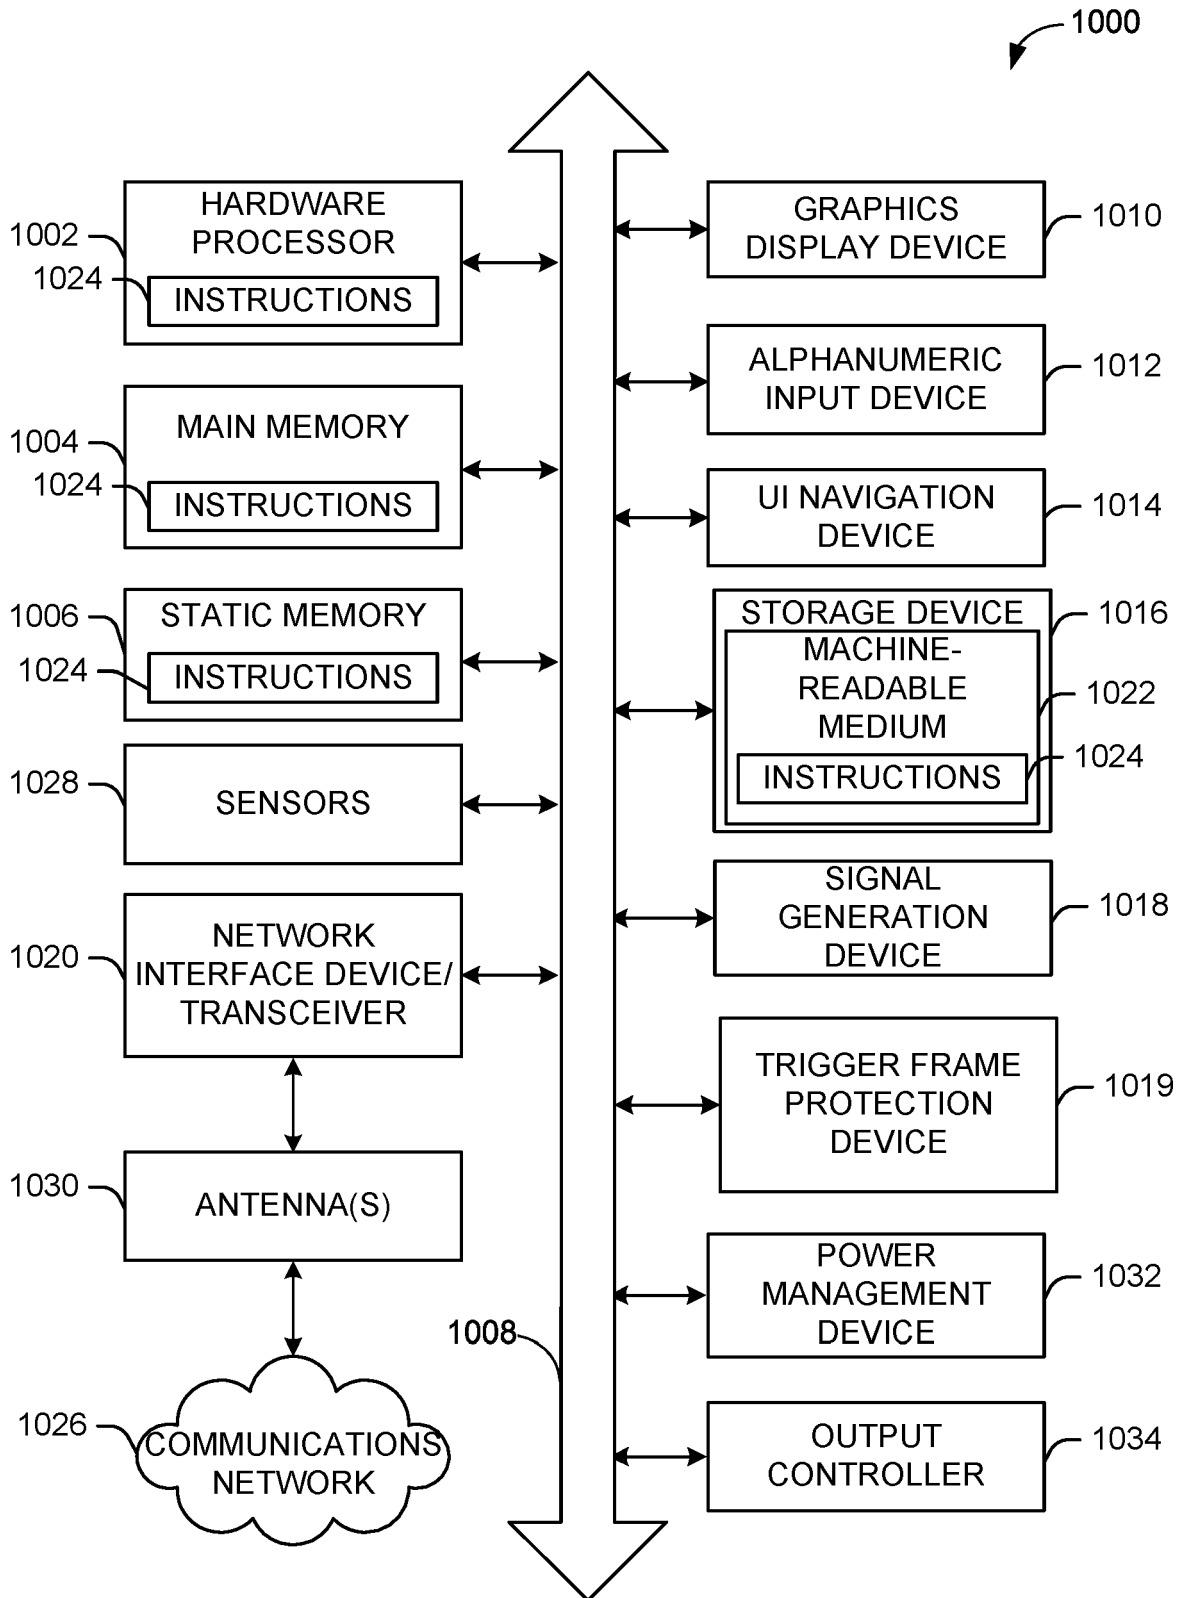 1000
HARDWARE
PROCESSOR
1002
1024
INSTRUCTIONS
MAIN MEMORY
1004
1024
INSTRUCTIONS
STATIC MEMORY
1006
1024
INSTRUCTIONS
1028
SENSORS
1020
NETWORK
INTERFACE DEVICE/
TRANSCEIVER
1030
ANTENNA(S)
1008
1026
COMMUNICATIONS
NETWORK
GRAPHICS
DISPLAY DEVICE
1010
ALPHANUMERIC
INPUT DEVICE
1012
UI NAVIGATION
DEVICE
1014
STORAGE DEVICE
1016
MACHINE-
READABLE
MEDIUM
1022
1024
INSTRUCTIONS
SIGNAL
GENERATION
DEVICE
1018
TRIGGER FRAME
PROTECTION
DEVICE
1019
POWER
MANAGEMENT
DEVICE
1032
OUTPUT
CONTROLLER
1034